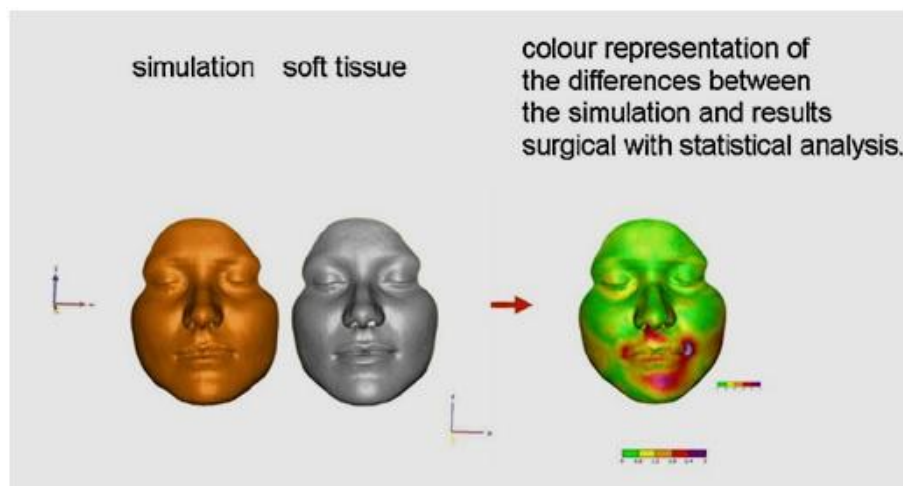 simulation soft tissue
colour representation of
the differences between
the simulation and results
surgical with statistical analysis.